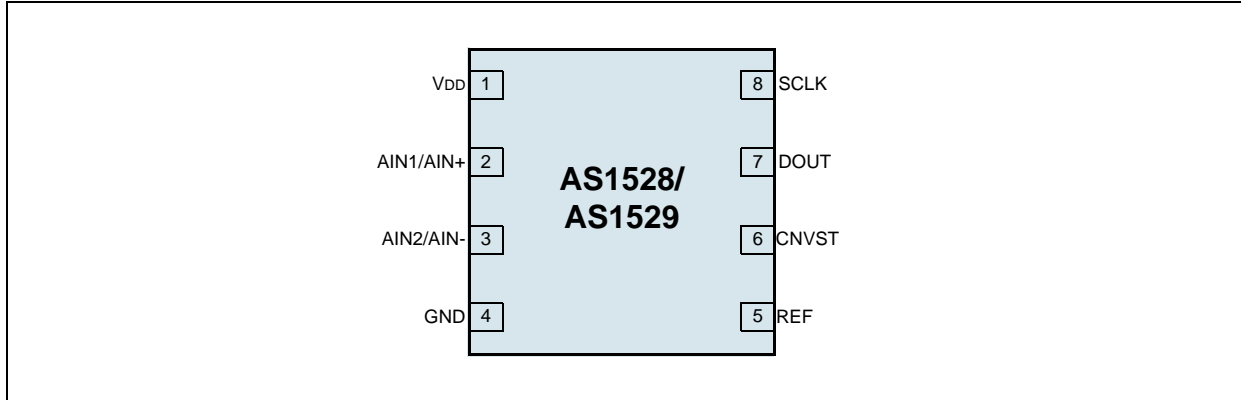 VDD 1
8 SCLK
AIN1/AIN+ 2
7 DOUT
AS1528/
AS1529
AIN2/AIN- 3
6 CNVST
GND 4
5 REF